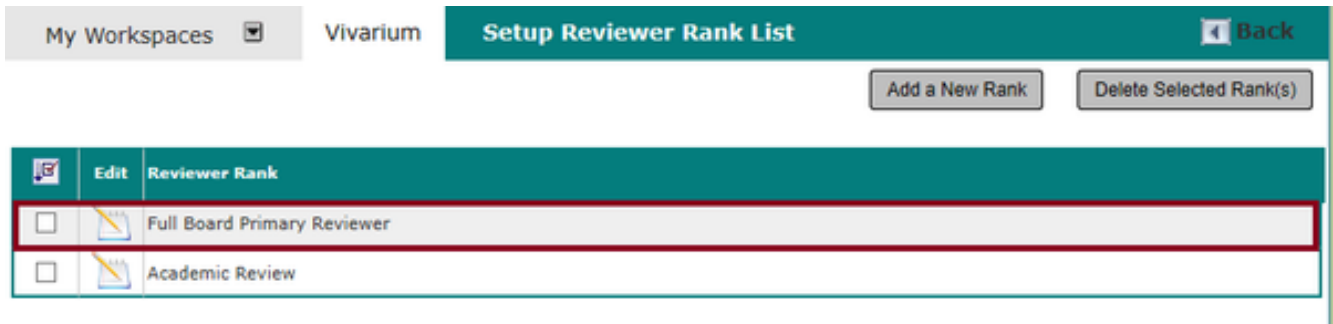 My Workspaces Vivarium Setup Reviewer Rank List Back
Add a New Rank Delete Selected Rank(s)
Edit Reviewer Rank
Full Board Primary Reviewer
Academic Review